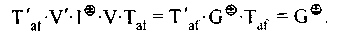 T′ₐf · V′ · I⊕ · V · Tₐf = T′ₐf · G⊕ · Tₐf = G⊕.